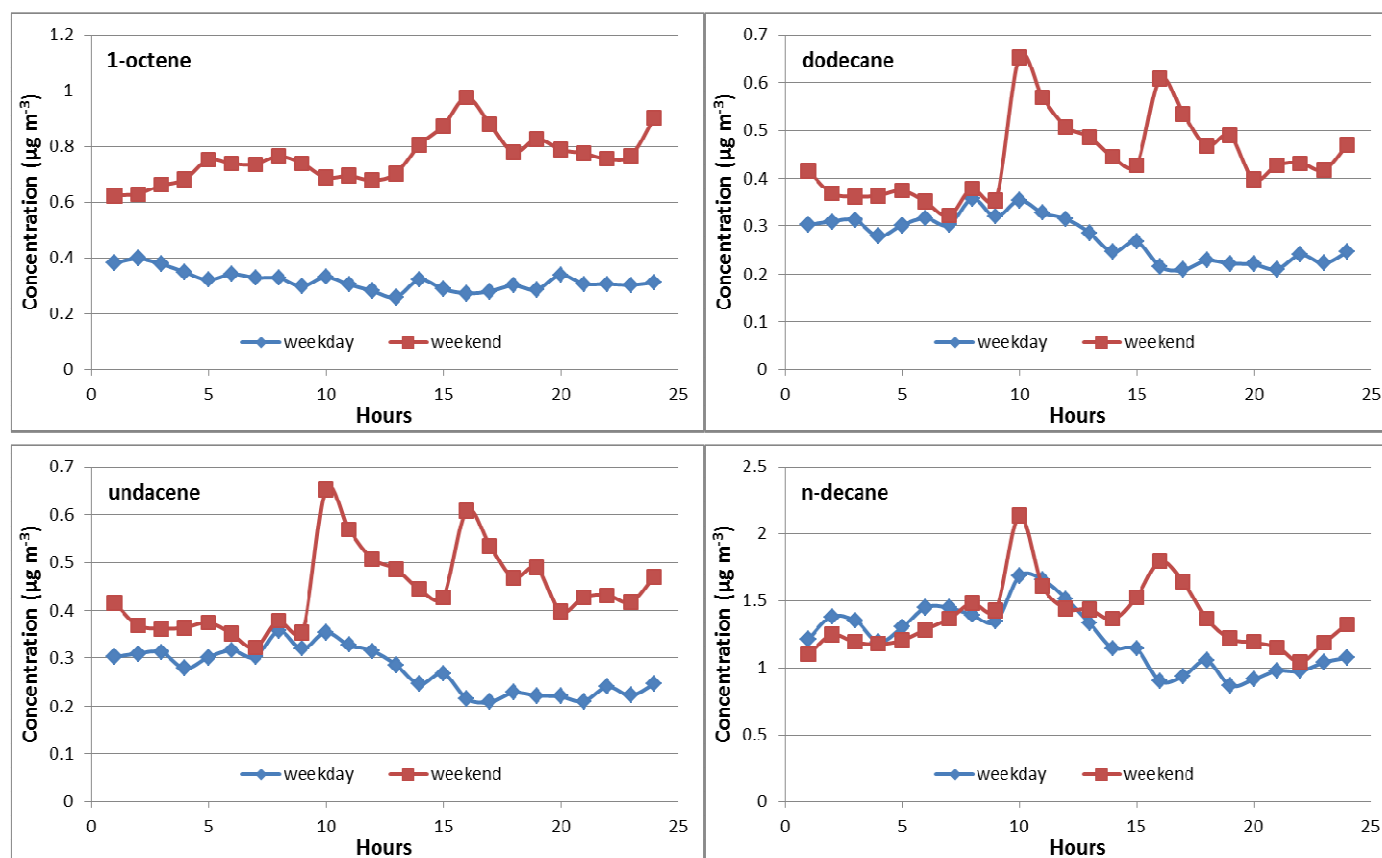 1-octene
Concentration (µg m-3)
1.2
1
0.8
0.6
0.4
0.2
0
weekday
weekend
0 5 10 15 20 25
Hours
dodecane
Concentration (µg m-3)
0.7
0.6
0.5
0.4
0.3
0.2
0.1
0
weekday
weekend
0 5 10 15 20 25
Hours
undacene
Concentration (µg m-3)
0.7
0.6
0.5
0.4
0.3
0.2
0.1
0
weekday
weekend
0 5 10 15 20 25
Hours
n-decane
Concentration (µg m-3)
2.5
2
1.5
1
0.5
0
weekday
weekend
0 5 10 15 20 25
Hours